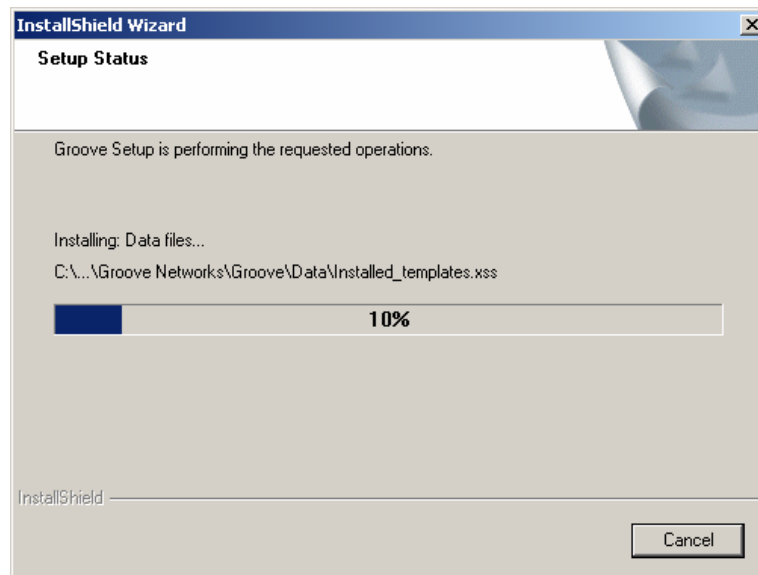 InstallShield Wizard
Setup Status
Groove Setup is performing the requested operations.
Installing: Data files...
C:\...\Groove Networks\Groove\Data\Installed_templates.xss
10%
InstallShield
Cancel